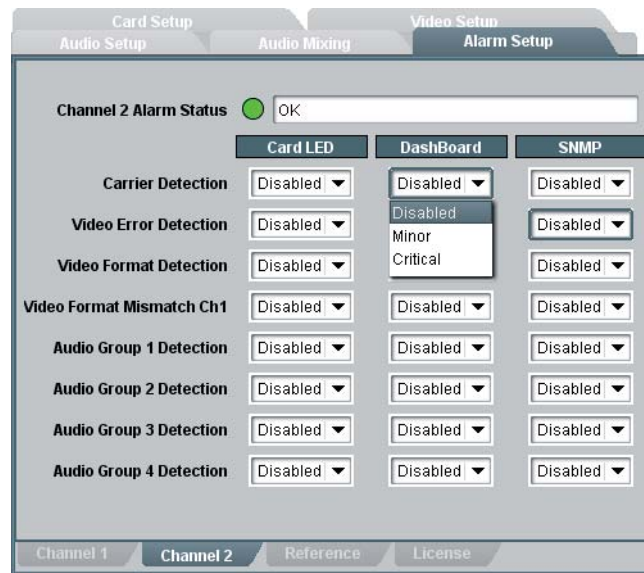 Card Setup Video Setup
Audio Setup Audio Mixing Alarm Setup
Channel 2 Alarm Status OK
Card LED DashBoard SNMP
Carrier Detection Disabled Disabled Disabled
Disabled
Video Error Detection Disabled Disabled
Minor
Critical
Video Format Detection Disabled Disabled
Video Format Mismatch Ch1 Disabled Disabled Disabled
Audio Group 1 Detection Disabled Disabled Disabled
Audio Group 2 Detection Disabled Disabled Disabled
Audio Group 3 Detection Disabled Disabled Disabled
Audio Group 4 Detection Disabled Disabled Disabled
Channel 1 Channel 2 Reference License